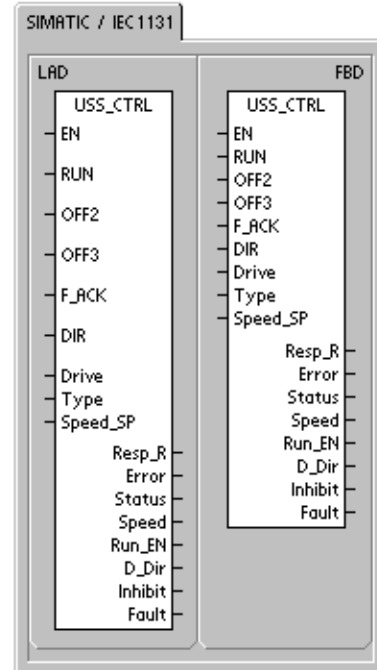 SIMATIC / IEC1131
LAD
USS_CTRL
EN
RUN
OFF2
OFF3
F_ACK
DIR
Drive
Type
Speed_SP
Resp_R
Error
Status
Speed
Run_EN
D_Dir
Inhibit
Fault
FBD
USS_CTRL
EN
RUN
OFF2
OFF3
F_ACK
DIR
Drive
Type
Speed_SP
Resp_R
Error
Status
Speed
Run_EN
D_Dir
Inhibit
Fault